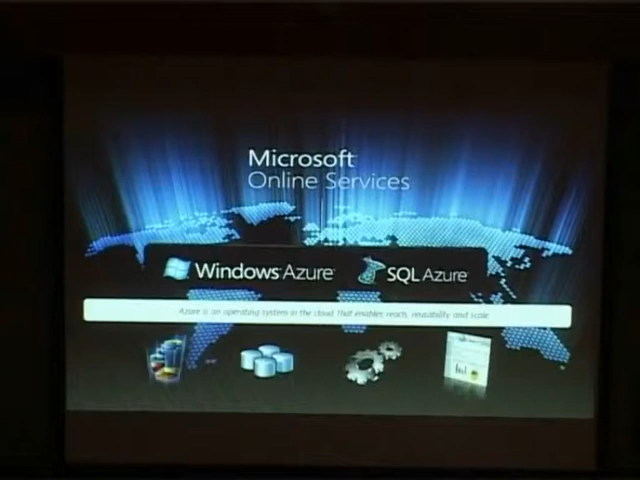 Microsoft
Online Services
Windows Azure
SQL Azure
Azure is an operating system in the cloud that enables reach, reusability and scale